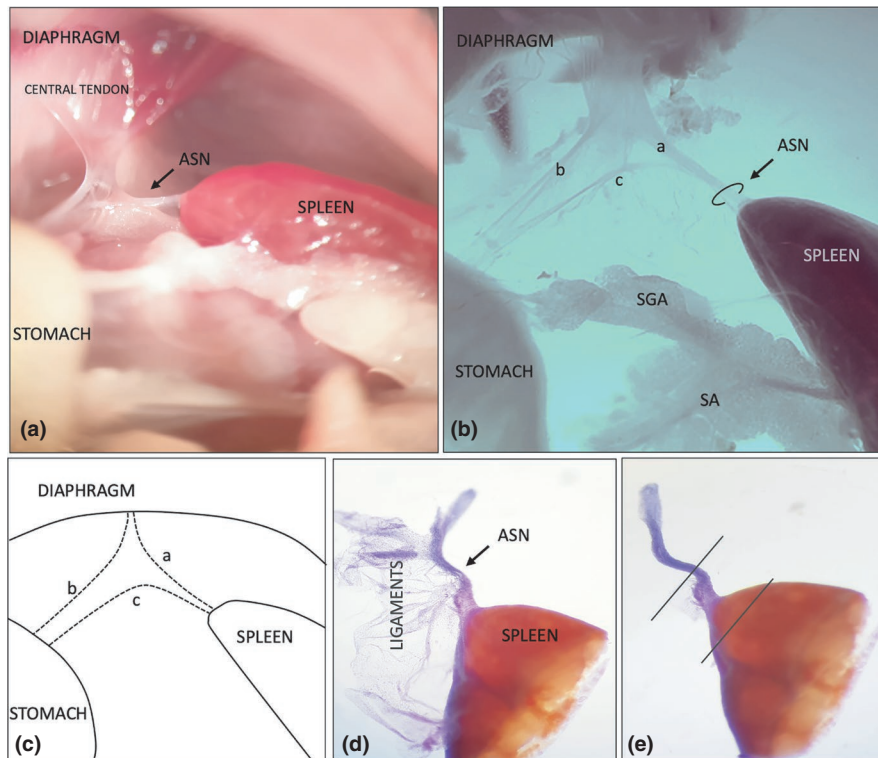 DIAPHRAGM
CENTRAL TENDON
ASN
SPLEEN
STOMACH
(a)
DIAPHRAGM
ASN
a
b
c
SPLEEN
SGA
STOMACH
SA
(b)
DIAPHRAGM
a
b
c
SPLEEN
STOMACH
(c)
ASN
LIGAMENTS
SPLEEN
(d)
(e)